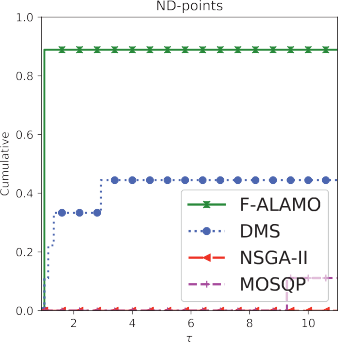 ND-points
1.0
0.8
0.6
0.4
0.2
0.0
Cumulative
F-ALAMO
DMS
NSGA-II
MOSQP
2 4 6 8 10
τ